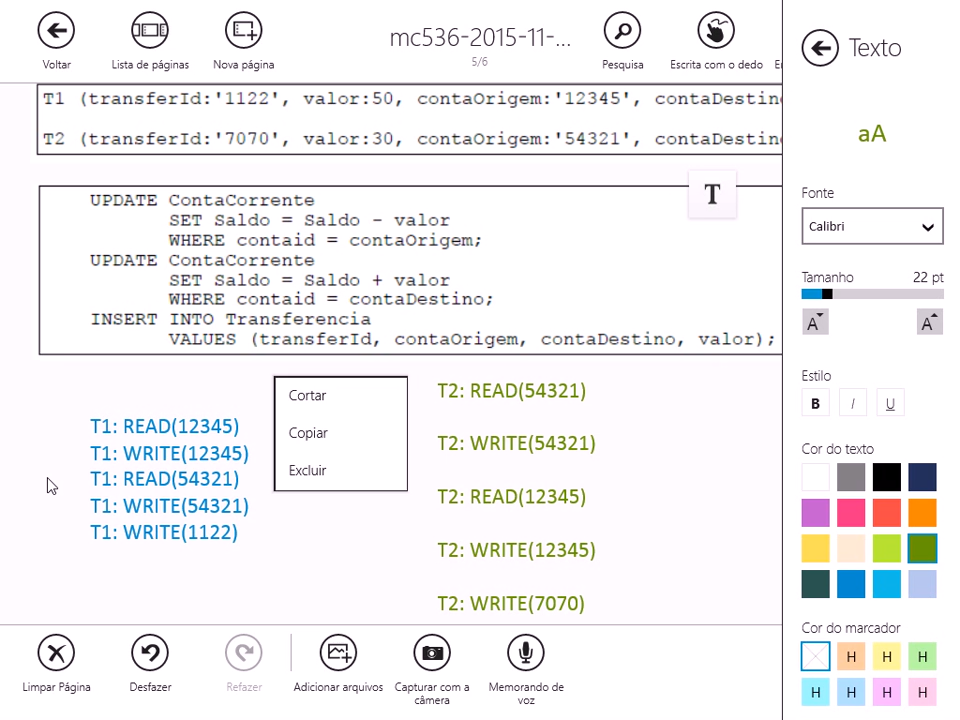 Voltar
Lista de páginas
Nova página
mc536-2015-11-...
5/6
Pesquisa
Escrita com o dedo
Texto
aA
Fonte
Calibri
Tamanho 22 pt
A A
Estilo
B I U
Cor do texto
Cor do marcador
H H H
H H H H
T1 (transferId:'1122', valor:50, contaOrigem:'12345',
T2 (transferId:'7070', valor:30, contaOrigem:'54321',
T
UPDATE ContaCorrente
SET Saldo = Saldo - valor
WHERE contaid = contaOrigem;
UPDATE ContaCorrente
SET Saldo = Saldo + valor
WHERE contaid = contaDestino;
INSERT INTO Transferencia
VALUES (transferId, contaOrigem, contaDestino, valor);
T1: READ(12345)
T1: WRITE(12345)
T1: READ(54321)
T1: WRITE(54321)
T1: WRITE(1122)
Cortar
Copiar
Excluir
T2: READ(54321)
T2: WRITE(54321)
T2: READ(12345)
T2: WRITE(12345)
T2: WRITE(7070)
Limpar Página
Desfazer
Refazer
Adicionar arquivos
Capturar com a
câmera
Memorando de
voz